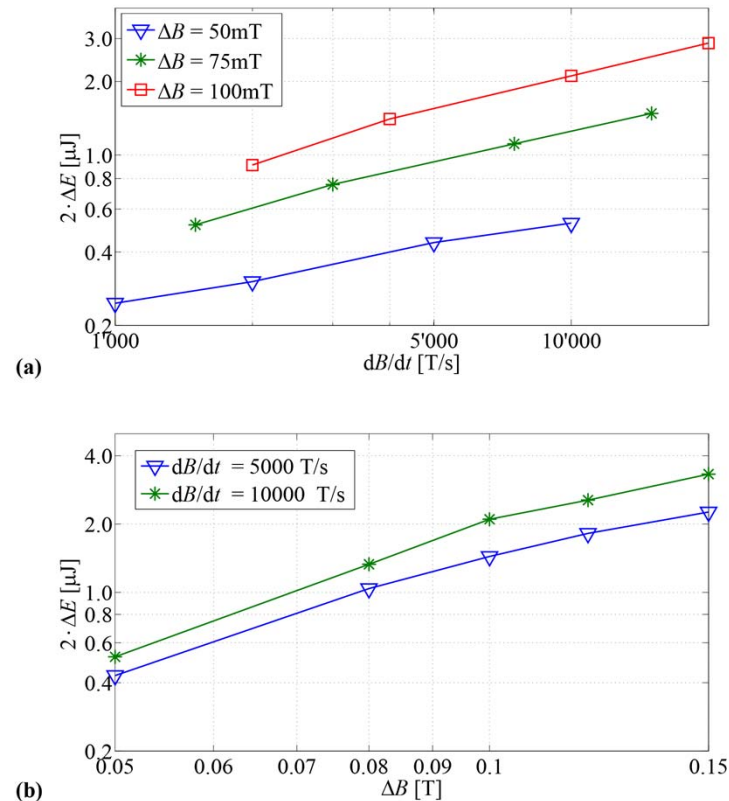 3.0
2.0
1.0
0.8
0.6
0.4
0.2
2·ΔE [µJ]
ΔB = 50mT
ΔB = 75mT
ΔB = 100mT
1'000
5'000
10'000
dB/dt [T/s]
(a)
4.0
2.0
1.0
0.8
0.6
0.4
0.2
2·ΔE [µJ]
dB/dt = 5000 T/s
dB/dt = 10000 T/s
0.05
0.06
0.07
0.08
0.09
0.1
0.15
ΔB [T]
(b)